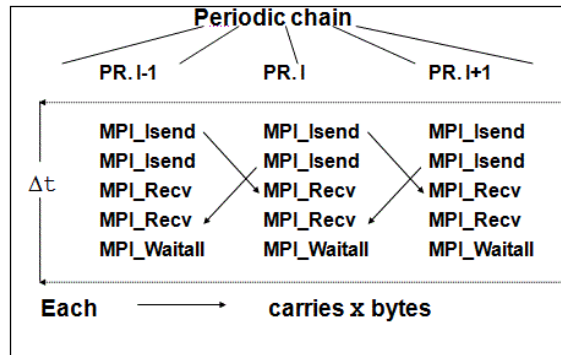 Periodic chain
PR. I-1 PR. I PR. I+1
MPI_Isend MPI_Isend MPI_Isend
MPI_Isend MPI_Isend MPI_Isend
Δt MPI_Recv MPI_Recv MPI_Recv
MPI_Recv MPI_Recv MPI_Recv
MPI_Waitall MPI_Waitall MPI_Waitall
Each carries x bytes